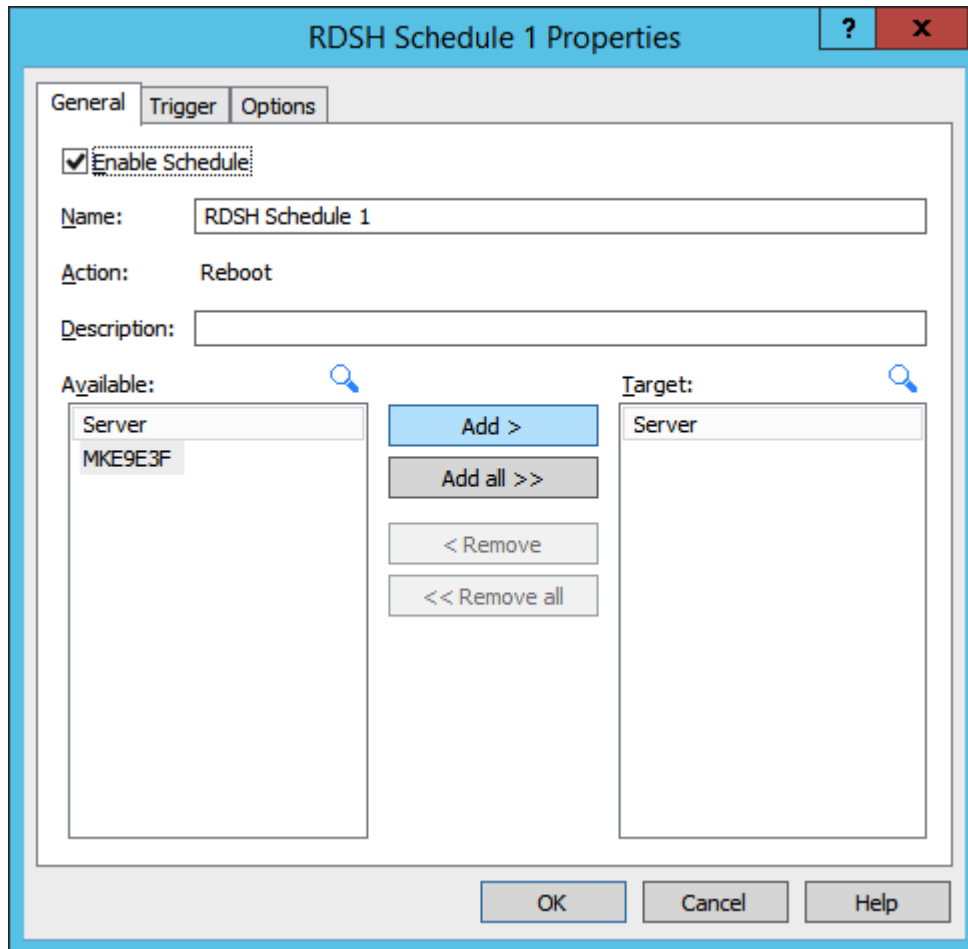 RDSH Schedule 1 Properties
? x
General Trigger Options
Enable Schedule
Name: RDSH Schedule 1
Action: Reboot
Description:
Available: Target:
Server Add > Server
MKE9E3F
Add all >>
< Remove
<< Remove all
OK Cancel Help